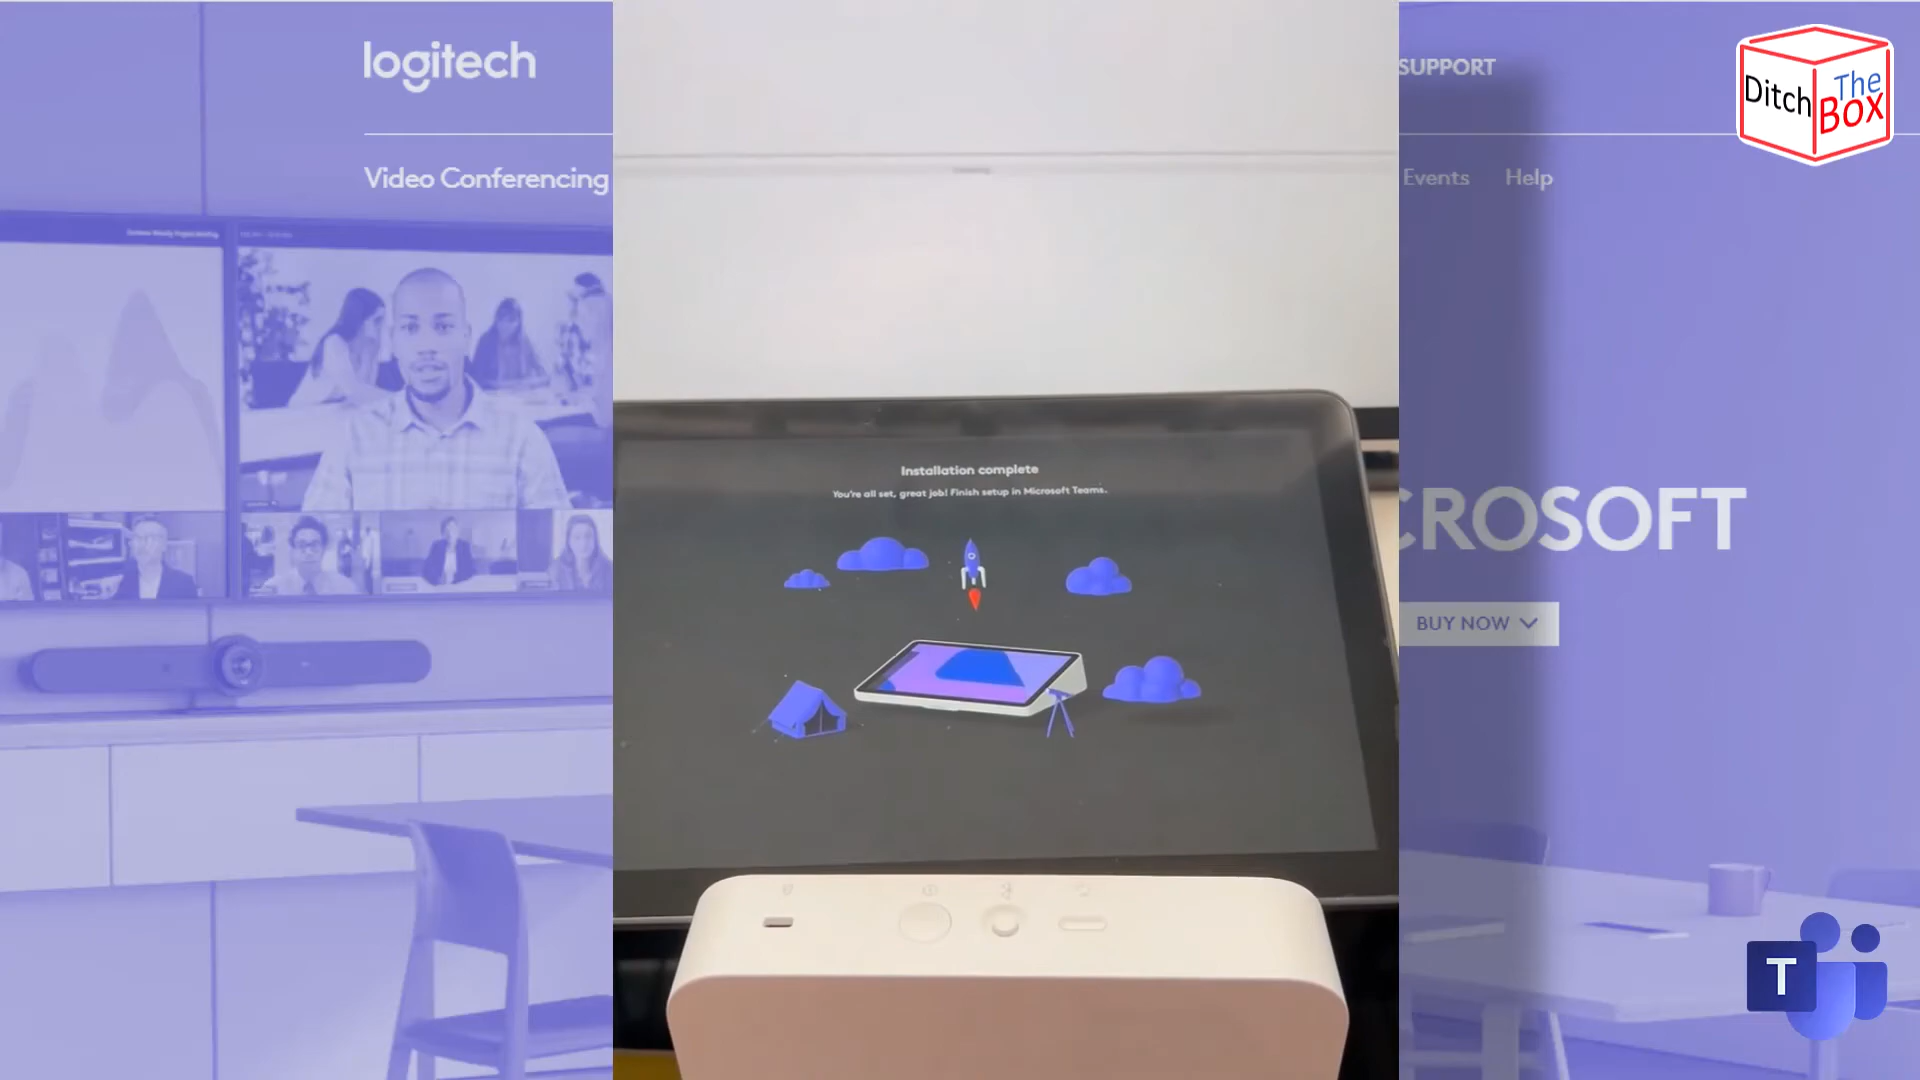 logitech
SUPPORT
Ditch The BOX
Video Conferencing
Events
Help
Installation complete
You're all set, great job! Finish setup in Microsoft Teams.
CROSOFT
BUY NOW
T